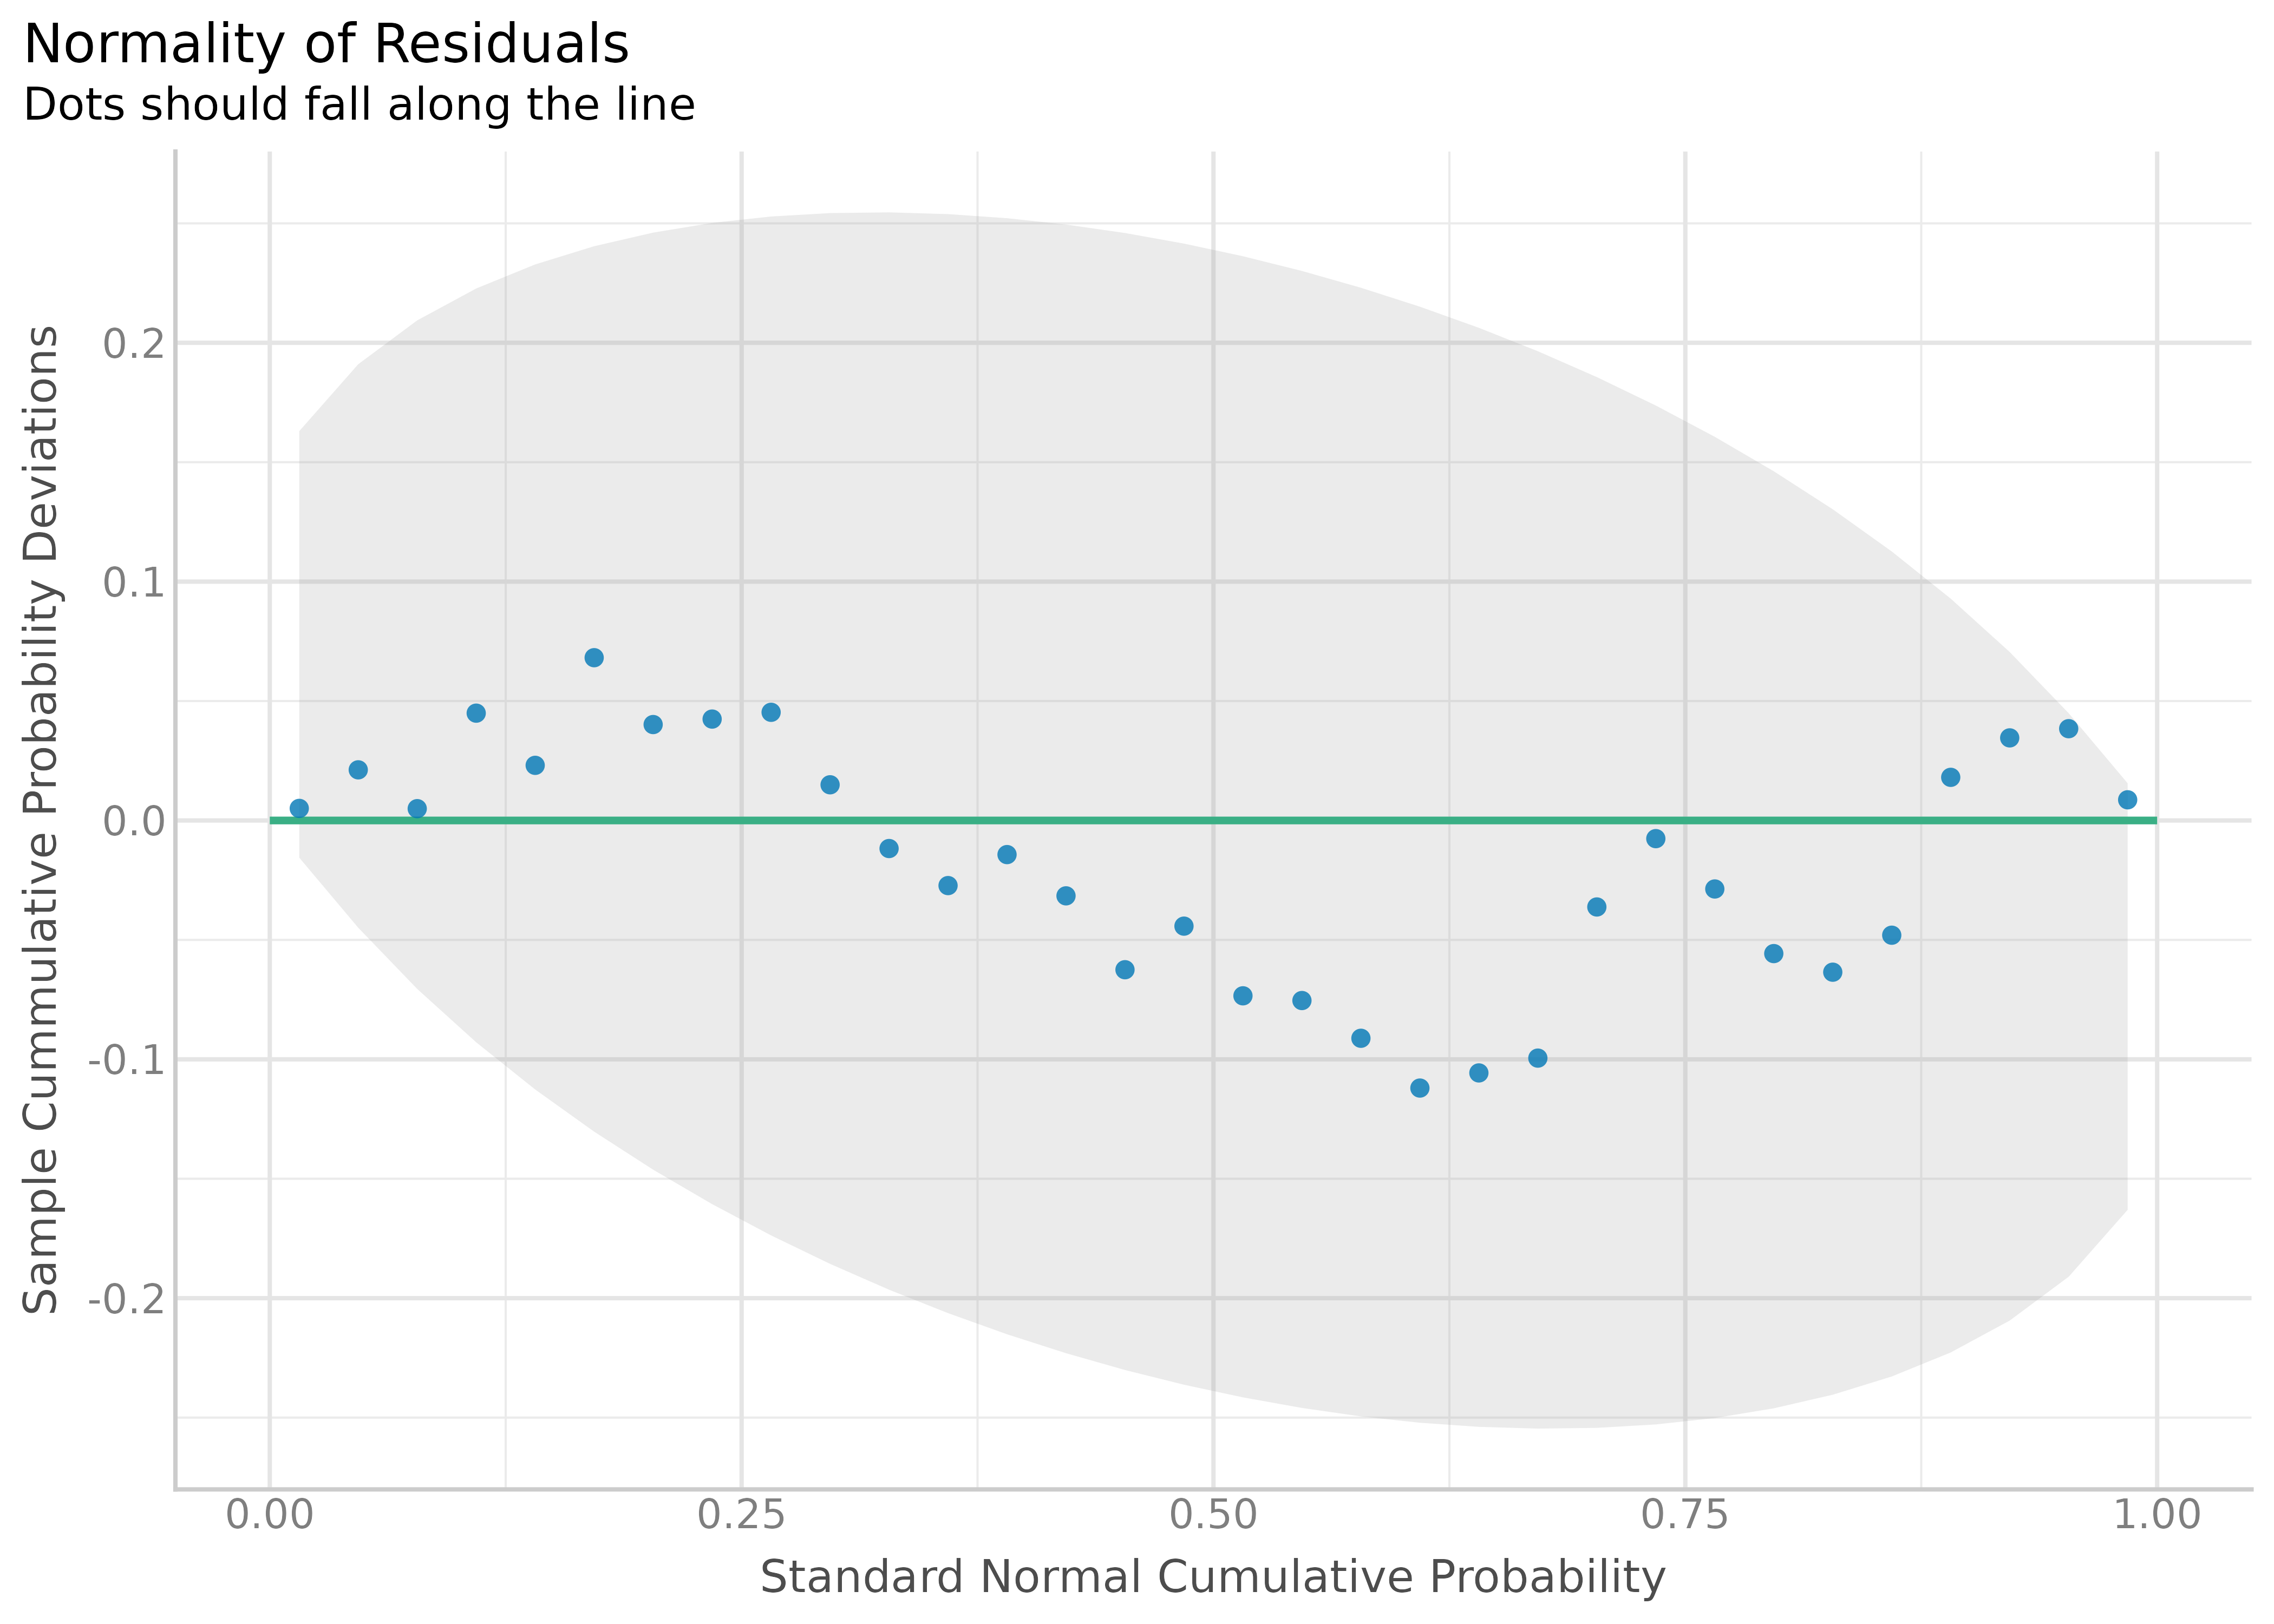 Normality of Residuals
Dots should fall along the line
Sample Cummulative Probability Deviations
0.2
0.1
0.0
-0.1
-0.2
0.00 0.25 0.50 0.75 1.00
Standard Normal Cumulative Probability